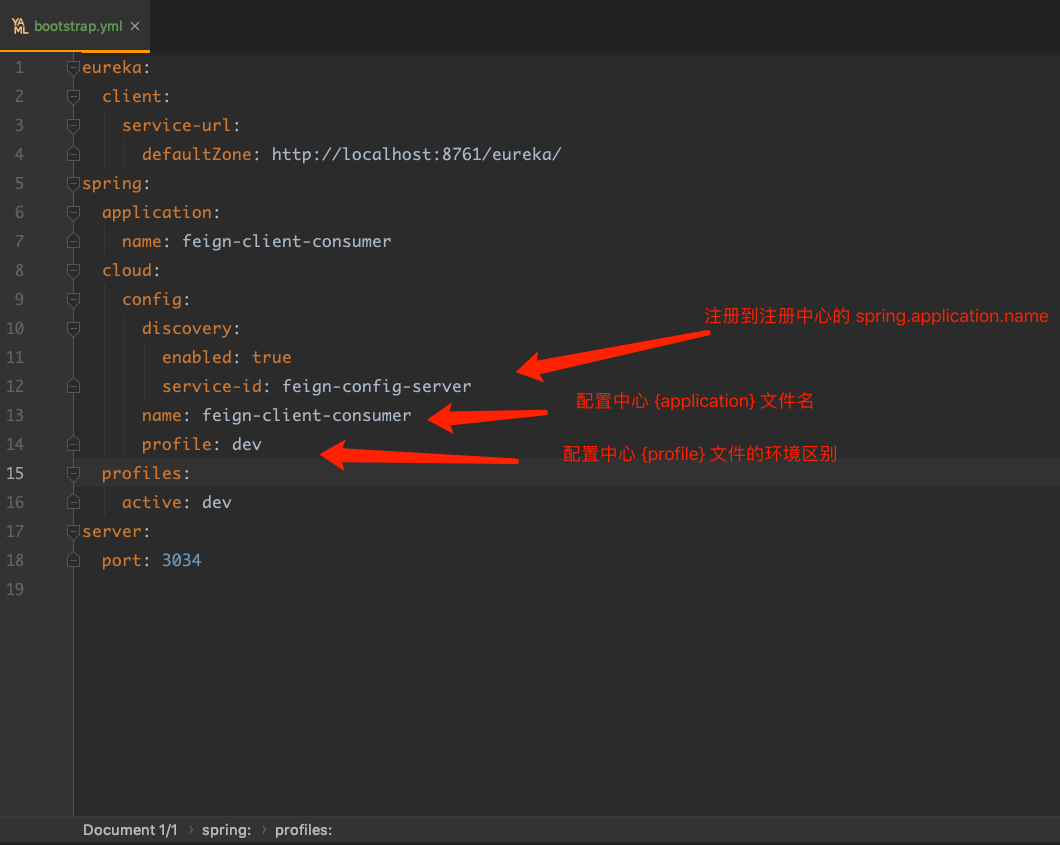 YAML bootstrap.yml ×
1 eureka:
2   client:
3     service-url:
4       defaultZone: http://localhost:8761/eureka/
5 spring:
6   application:
7     name: feign-client-consumer
8   cloud:
9     config:
10       discovery:
注册到注册中心的 spring.application.name
11         enabled: true
12         service-id: feign-config-server
配置中心 {application} 文件名
13       name: feign-client-consumer
14       profile: dev
配置中心 {profile} 文件的环境区别
15   profiles:
16     active: dev
17 server:
18   port: 3034
19
Document 1/1 › spring: › profiles: